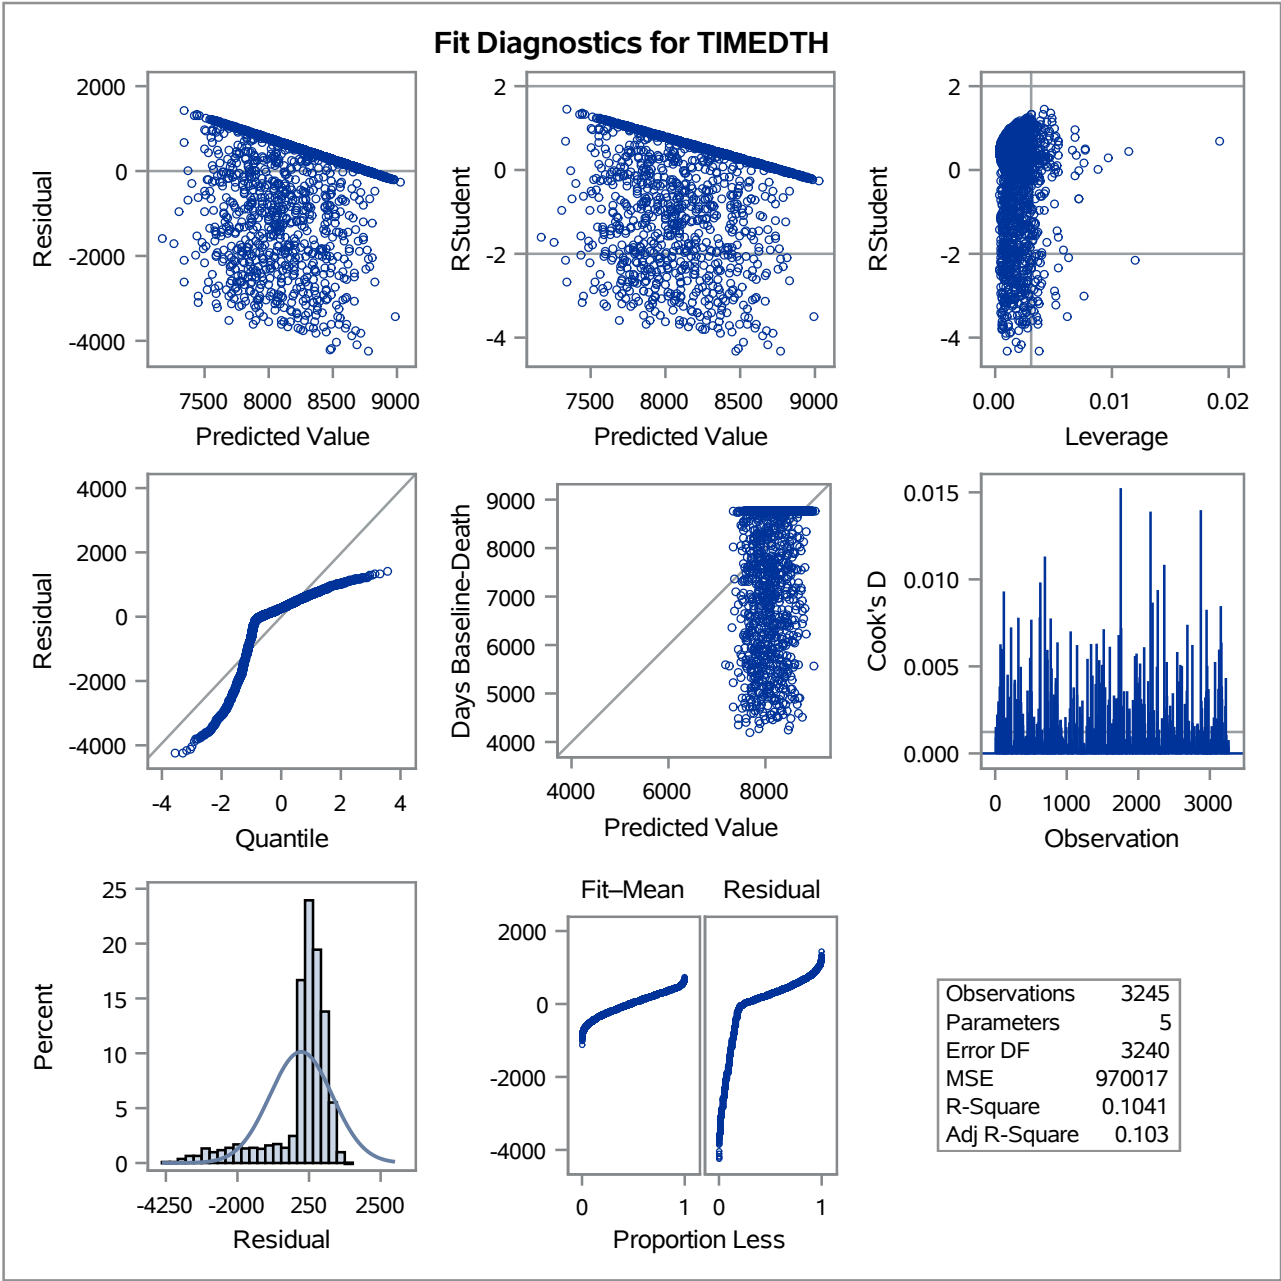 Fit Diagnostics for TIMEDTH
2000
0
-2000
-4000
Residual
7500 8000 8500 9000
Predicted Value
2
0
-2
-4
RStudent
7500 8000 8500 9000
Predicted Value
2
0
-2
-4
RStudent
0.00 0.01 0.02
Leverage
4000
2000
0
-2000
-4000
Residual
-4 -2 0 2 4
Quantile
9000
8000
7000
6000
5000
4000
Days Baseline-Death
4000 6000 8000
Predicted Value
0.015
0.010
0.005
0.000
Cook's D
0 1000 2000 3000
Observation
25
20
15
10
5
0
Percent
-4250 -2000 250 2500
Residual
Fit–Mean Residual
2000
0
-2000
-4000
0 1 0 1
Proportion Less
Observations 3245
Parameters 5
Error DF 3240
MSE 970017
R-Square 0.1041
Adj R-Square 0.103